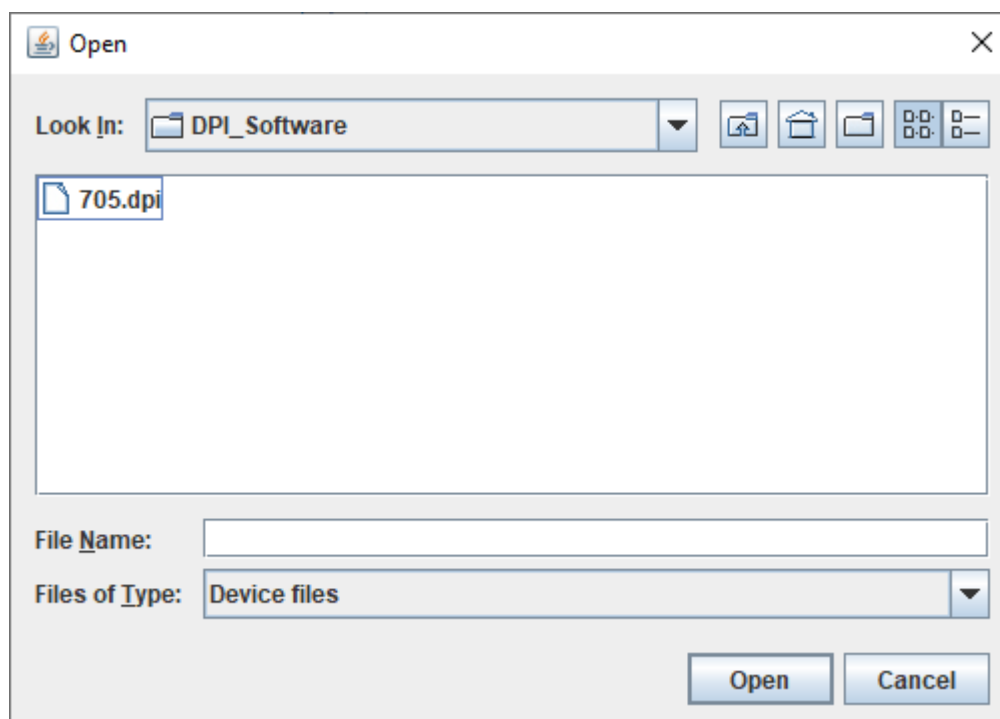 Open
Look In: DPI_Software
705.dpi
File Name:
Files of Type: Device files
Open Cancel